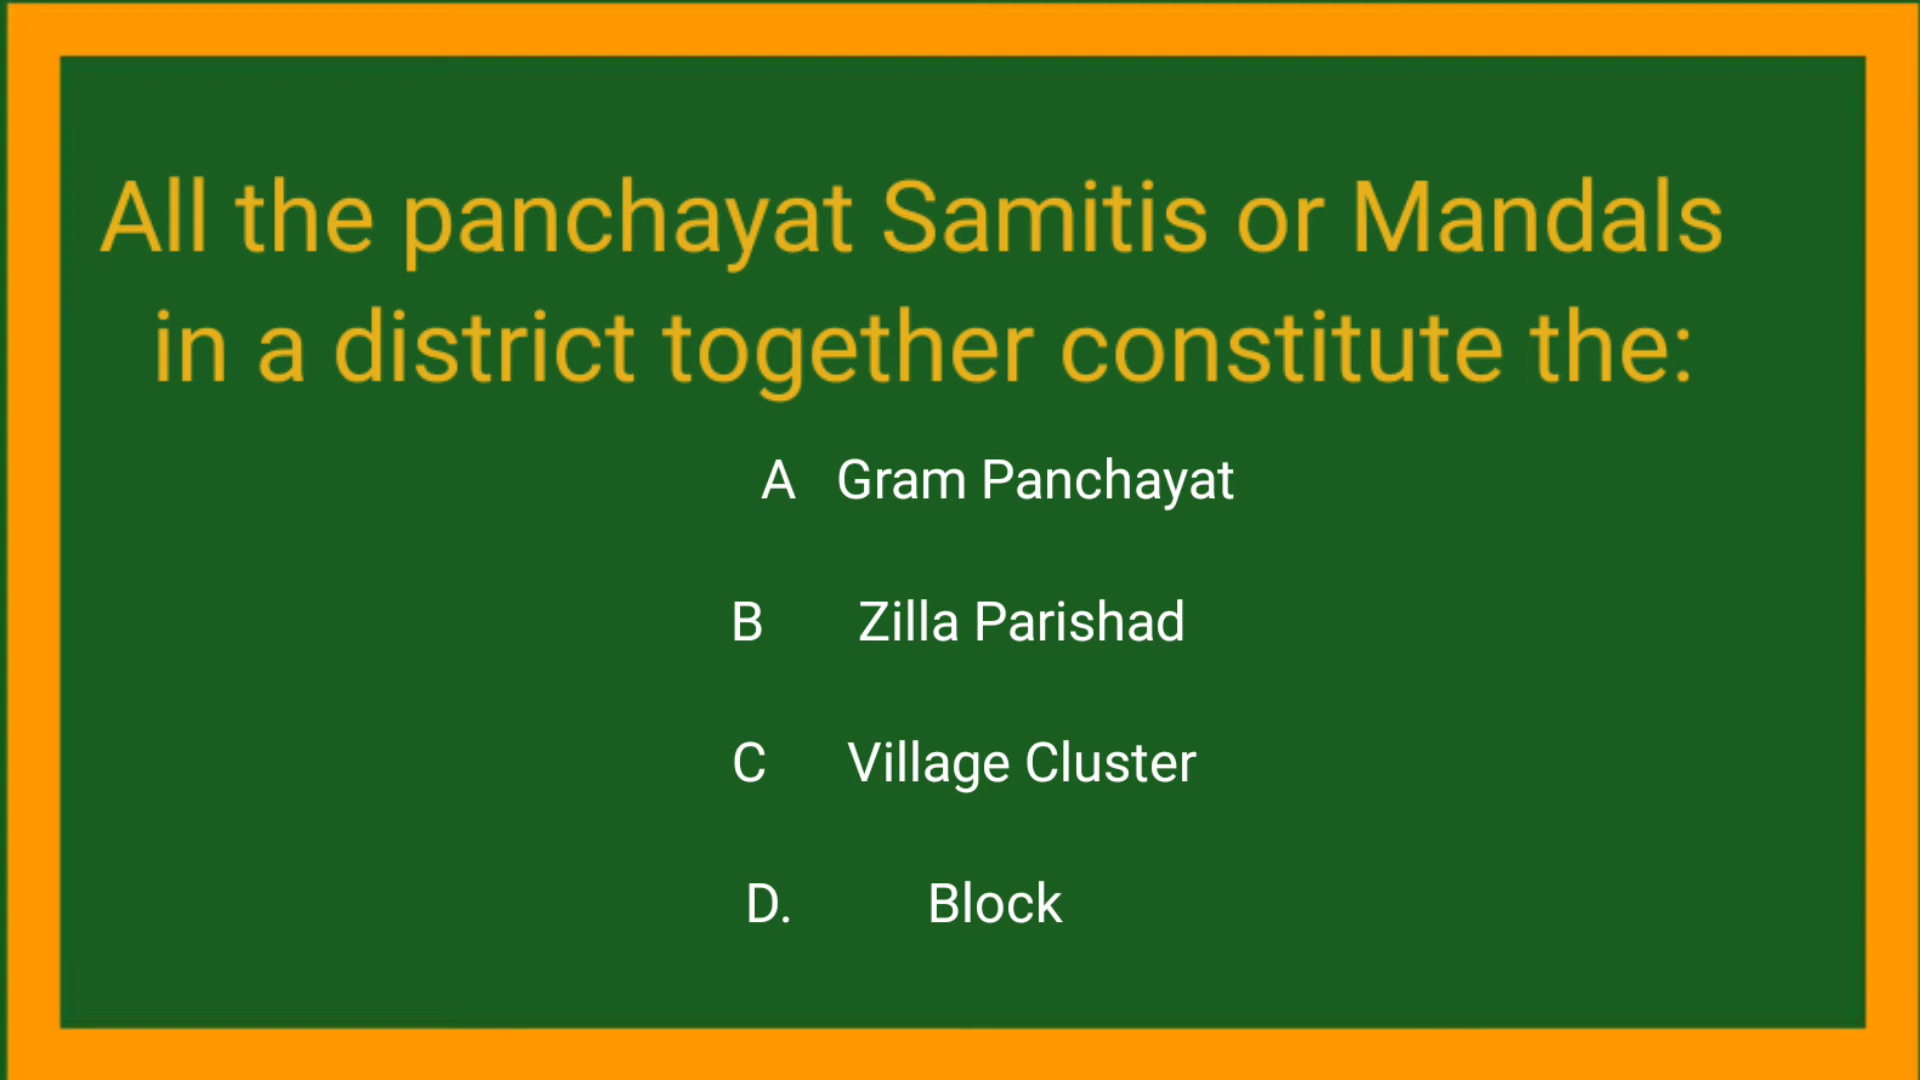 All the panchayat Samitis or Mandals
in a district together constitute the:
A Gram Panchayat
B Zilla Parishad
C Village Cluster
D. Block